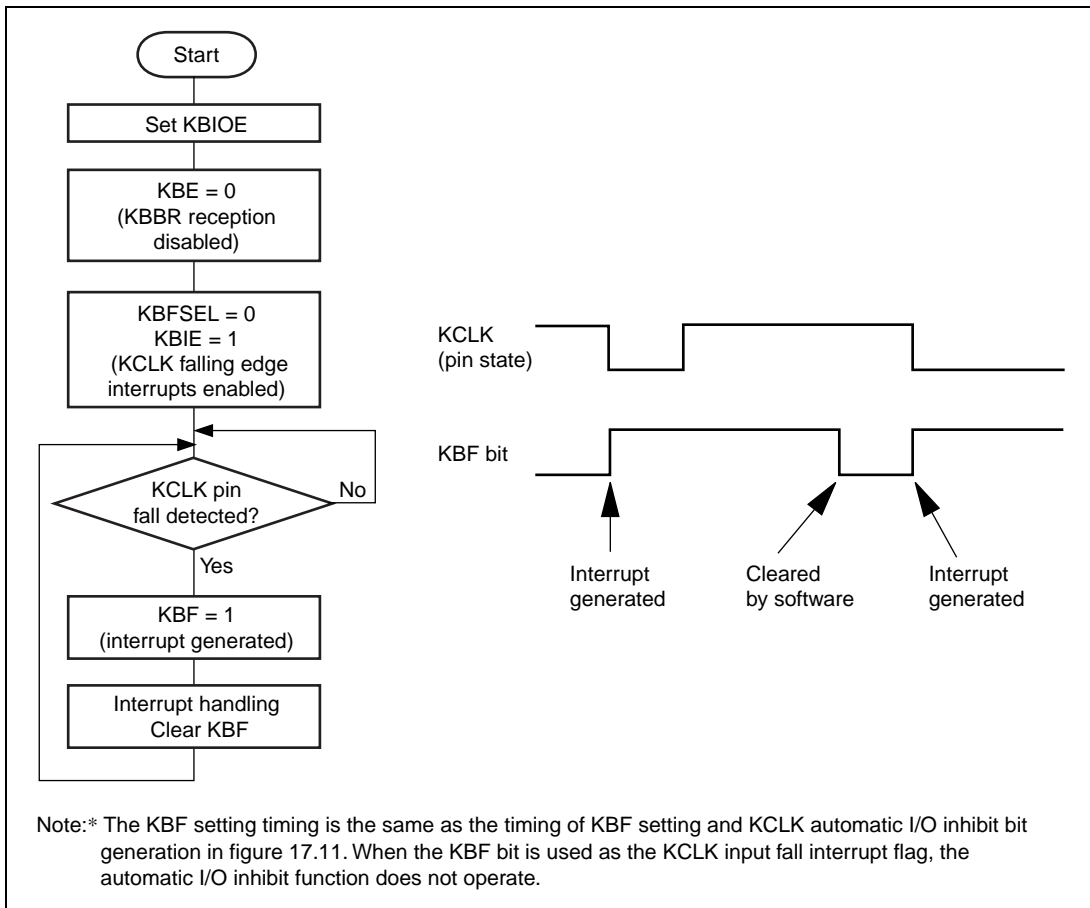 Start
Set KBIOE
KBE = 0
(KBBR reception
disabled)
KBFSEL = 0
KBIE = 1
(KCLK falling edge
interrupts enabled)
KCLK pin
fall detected?
No
Yes
KBF = 1
(interrupt generated)
Interrupt handling
Clear KBF
KCLK
(pin state)
KBF bit
Interrupt
generated
Cleared
by software
Interrupt
generated
Note:* The KBF setting timing is the same as the timing of KBF setting and KCLK automatic I/O inhibit bit
generation in figure 17.11. When the KBF bit is used as the KCLK input fall interrupt flag, the
automatic I/O inhibit function does not operate.